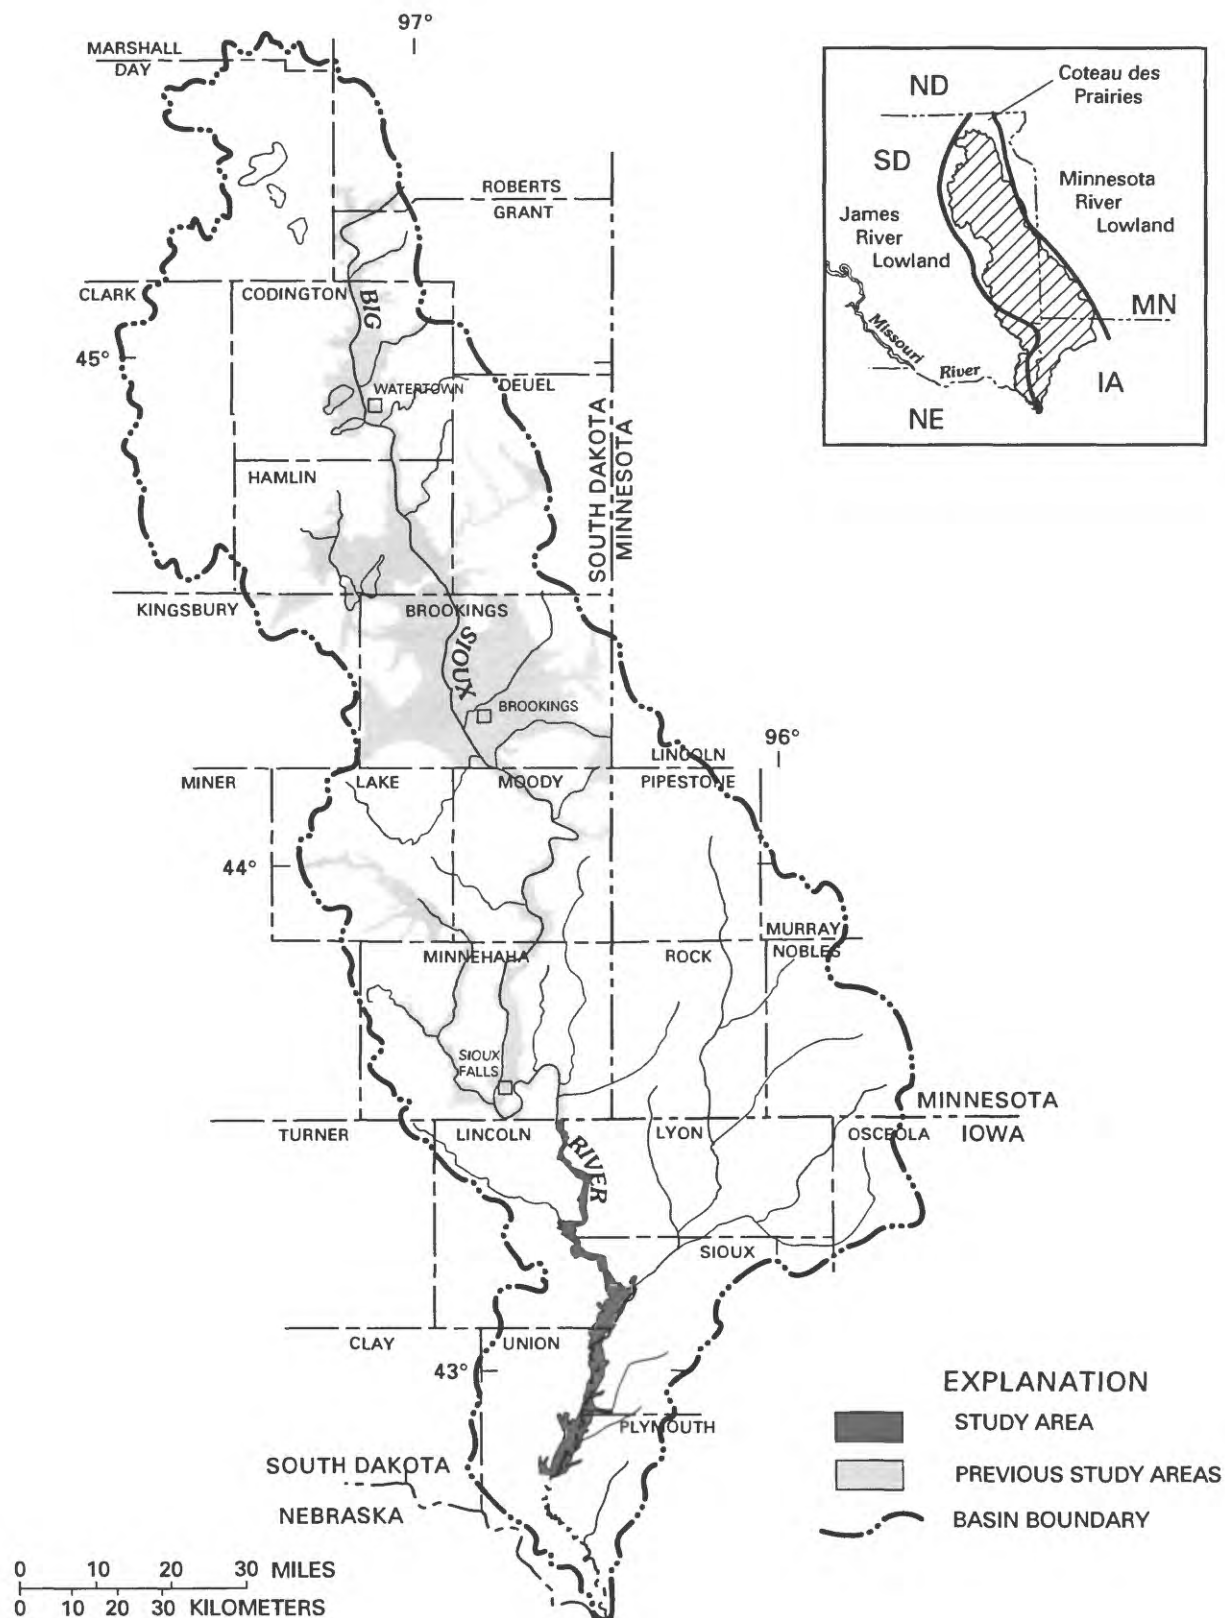 97°
MARSHALL
DAY
ROBERTS
GRANT
CLARK
CODINGTON
BIG
45°
WATERTOWN
DEUEL
SOUTH DAKOTA
MINNESOTA
HAMLIN
KINGSBURY
BROOKINGS
SIOUX
BROOKINGS
96°
LINCOLN
MINER
LAKE
MOODY
PIPESTONE
44°
MURRAY
MINNEHAHA
ROCK
NOBLES
SIOUX
FALLS
MINNESOTA
TURNER
LINCOLN
LYON
OSCEOLA
IOWA
RIVER
SIOUX
CLAY
UNION
43°
PLYMOUTH
SOUTH DAKOTA
NEBRASKA
0 10 20 30 MILES
0 10 20 30 KILOMETERS
ND
Coteau des
Prairies
SD
Minnesota
River
Lowland
James
River
Lowland
MN
Missouri
River
IA
NE
EXPLANATION
STUDY AREA
PREVIOUS STUDY AREAS
BASIN BOUNDARY